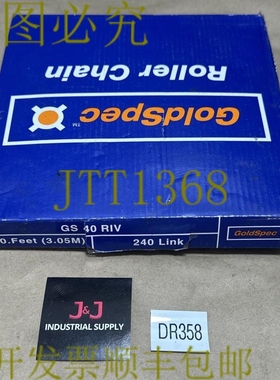 图必究
Roller Chain
GoldSpec™
JTT1368
GS 40 RIV
0.Feet (3.05M)
240 Link
GoldSpec
J&J
INDUSTRIAL SUPPLY
DR358
开发票顺丰包邮